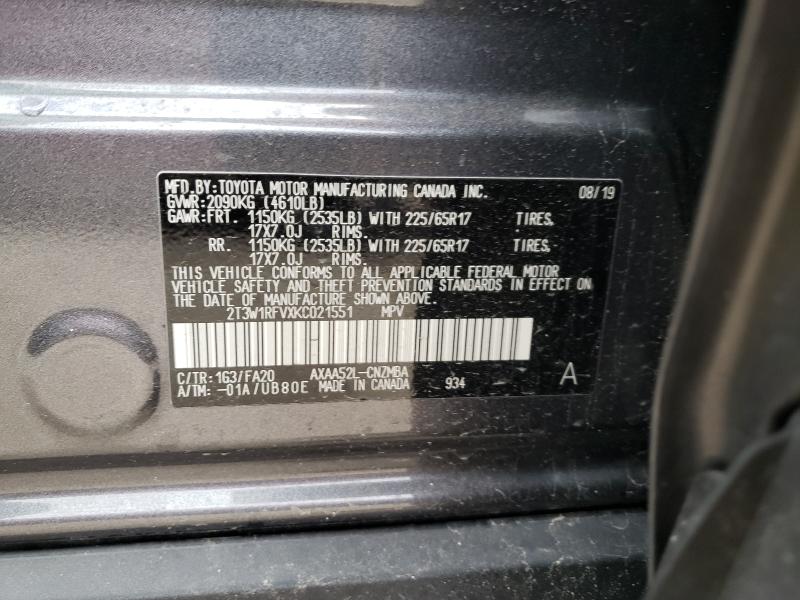 MFD.BY:TOYOTA MOTOR MANUFACTURING CANADA INC. 08/19
GVWR:2090KG (4610LB)
GAWR:FRT. 1150KG (2535LB) WITH 225/65R17 TIRES,
17X7.0J RIMS.
RR. 1150KG (2535LB) WITH 225/65R17 TIRES,
17X7.0J RIMS.
THIS VEHICLE CONFORMS TO ALL APPLICABLE FEDERAL MOTOR
VEHICLE SAFETY AND THEFT PREVENTION STANDARDS IN EFFECT ON
THE DATE OF MANUFACTURE SHOWN ABOVE.
2T3W1RFVXKC021551 MPV
C/TR:1G3/FA20 AXAA52L-CNZMBA
A/TM:-01A/UB80E MADE IN CANADA 934 A